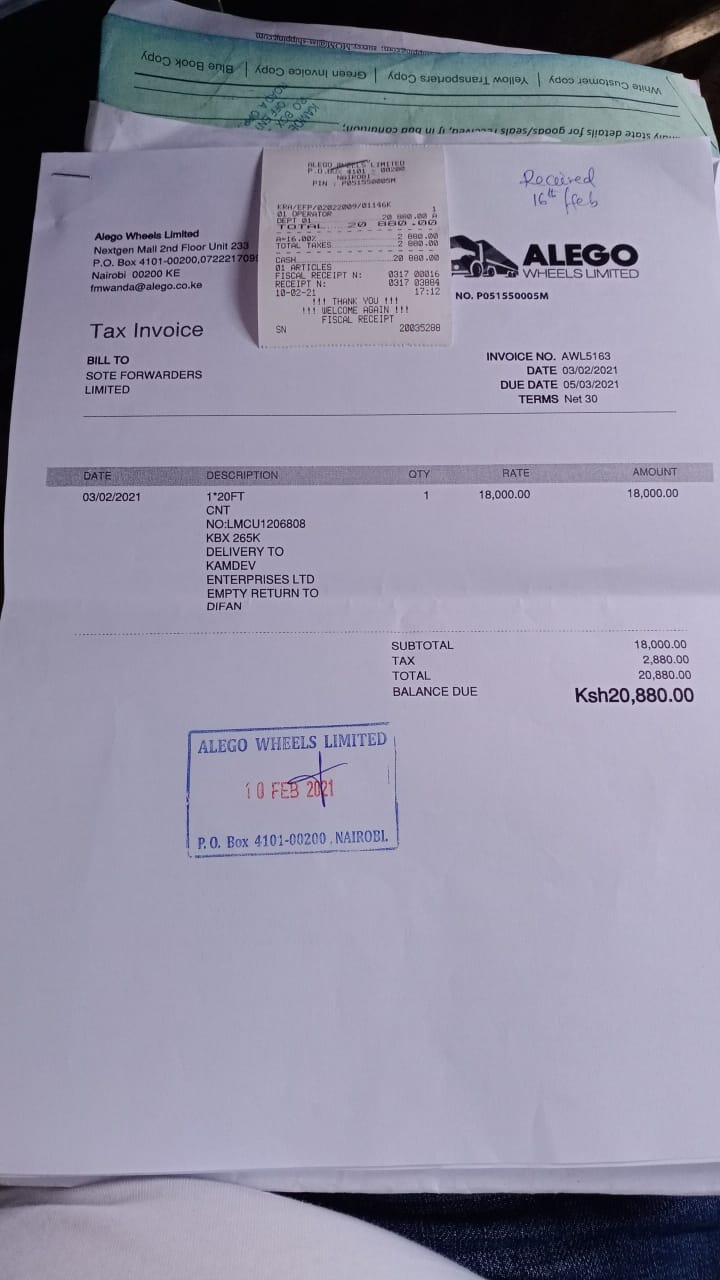 White Customer copy | Yellow Transporters Copy | Green Invoice Copy | Blue Book Copy
state details for goods/seals received, if in bad condition;
Received
16th feb
ALEGO WHEELS LIMITED
P.O.BOX 4101 - 00200
NAIROBI
PIN : P051550005M
KRA/EFP/02022009/01146K
01 OPERATOR 1
DEPT 01 20 880.00 A
TOTAL 20 880.00
A-16.00% 2 880.00
TOTAL TAXES 2 880.00
CASH 20 880.00
01 ARTICLES
FISCAL RECEIPT N: 0317 00016
RECEIPT N: 0317 03884
10-02-21 17:12
!!! THANK YOU !!!
!!! WELCOME AGAIN !!!
FISCAL RECEIPT
SN 20035288
Alego Wheels Limited
Nextgen Mall 2nd Floor Unit 233
P.O. Box 4101-00200,072221709
Nairobi 00200 KE
fmwanda@alego.co.ke
ALEGO
WHEELS LIMITED
NO. P051550005M
Tax Invoice
BILL TO
SOTE FORWARDERS
LIMITED
INVOICE NO. AWL5163
DATE 03/02/2021
DUE DATE 05/03/2021
TERMS Net 30
DATE DESCRIPTION QTY RATE AMOUNT
03/02/2021 1*20FT 1 18,000.00 18,000.00
CNT
NO:LMCU1206808
KBX 265K
DELIVERY TO
KAMDEV
ENTERPRISES LTD
EMPTY RETURN TO
DIFAN
SUBTOTAL 18,000.00
TAX 2,880.00
TOTAL 20,880.00
BALANCE DUE Ksh20,880.00
ALEGO WHEELS LIMITED
10 FEB 2021
P.O. Box 4101-00200, NAIROBI.